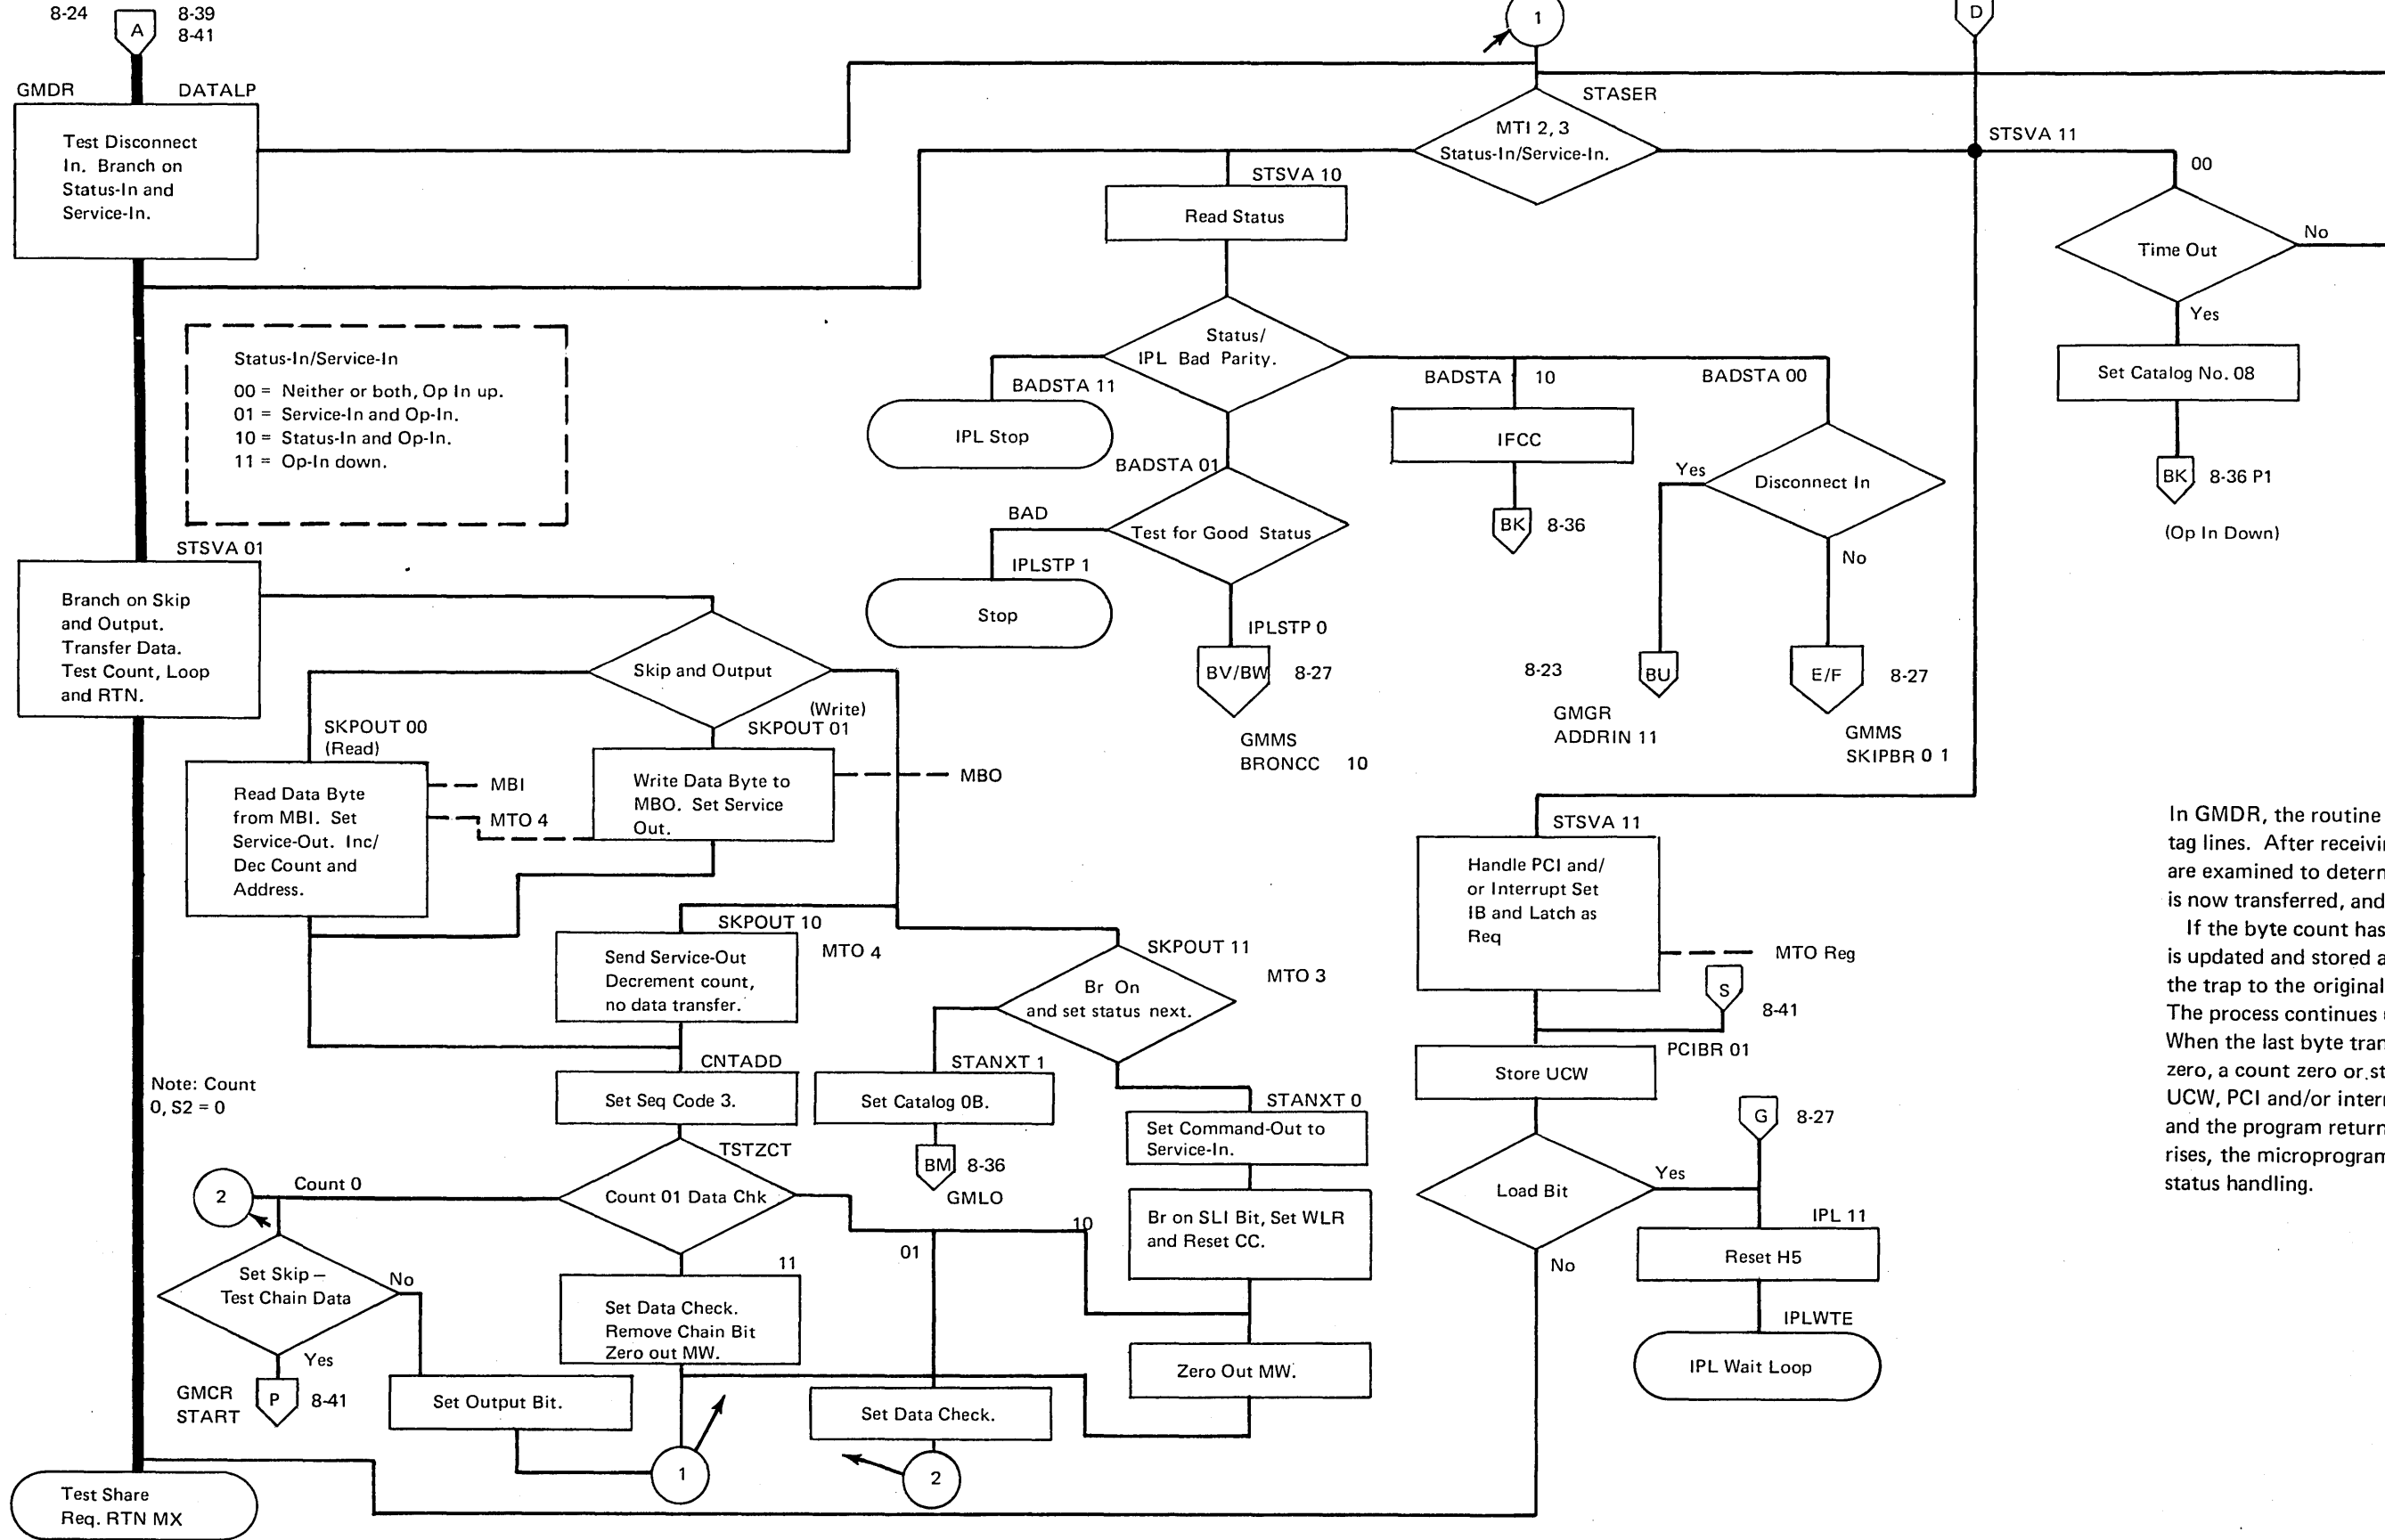 8-24
A
8-39
8-41
1
D
GMDR
DATALP
Test Disconnect
In. Branch on
Status-In and
Service-In.
STASER
MTI 2, 3
Status-In/Service-In.
STSVA 11
00
STSVA 10
Read Status
Time Out
No
Yes
Set Catalog No. 08
BK
8-36 P1
(Op In Down)
Status-In/Service-In
00 = Neither or both, Op In up.
01 = Service-In and Op-In.
10 = Status-In and Op-In.
11 = Op-In down.
Status/
IPL Bad Parity.
BADSTA 11
IPL Stop
BADSTA 10
IFCC
BK
8-36
BADSTA 00
Disconnect In
Yes
No
BADSTA 01
Test for Good Status
BAD
IPLSTP 1
Stop
IPLSTP 0
BV/BW
8-27
GMMS
BRONCC 10
8-23
BU
GMGR
ADDRIN 11
E/F
8-27
GMMS
SKIPBR 0 1
STSVA 01
Branch on Skip
and Output.
Transfer Data.
Test Count, Loop
and RTN.
Skip and Output
SKPOUT 00
(Read)
(Write)
SKPOUT 01
Read Data Byte
from MBI. Set
Service-Out. Inc/
Dec Count and
Address.
MBI
MTO 4
Write Data Byte to
MBO. Set Service
Out.
MBO
SKPOUT 10
MTO 4
Send Service-Out
Decrement count,
no data transfer.
SKPOUT 11
MTO 3
Br On
and set status next.
STSVA 11
Handle PCI and/
or Interrupt Set
IB and Latch as
Req
MTO Reg
S
8-41
PCIBR 01
Store UCW
Note: Count
0, S2 = 0
CNTADD
Set Seq Code 3.
STANXT 1
Set Catalog 0B.
BM
8-36
GMLO
STANXT 0
Set Command-Out to
Service-In.
Br on SLI Bit, Set WLR
and Reset CC.
Zero Out MW.
TSTZCT
Count 01 Data Chk
Count 0
2
Set Skip —
Test Chain Data
No
Yes
GMCR
START
P
8-41
Set Output Bit.
11
Set Data Check.
Remove Chain Bit
Zero out MW.
01
10
Set Data Check.
1
2
Load Bit
Yes
No
G
8-27
IPL 11
Reset H5
IPLWTE
IPL Wait Loop
Test Share
Req. RTN MX
In GMDR, the routine
tag lines. After receivin
are examined to determ
is now transferred, and
If the byte count has
is updated and stored a
the trap to the original
The process continues
When the last byte tran
zero, a count zero or st
UCW, PCI and/or interr
and the program return
rises, the microprogram
status handling.